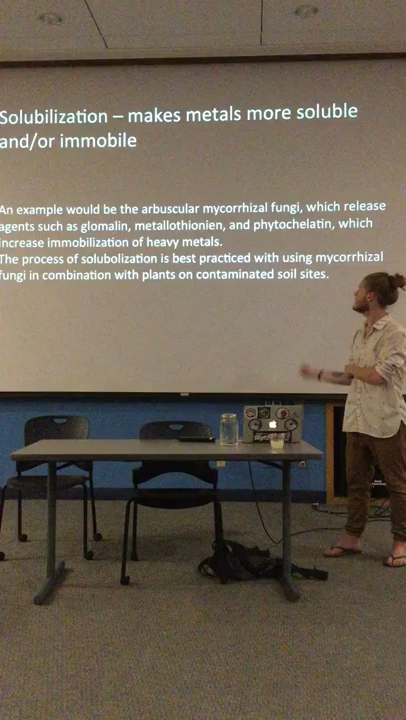 Solubilization – makes metals more soluble
and/or immobile
An example would be the arbuscular mycorrhizal fungi, which release
agents such as glomalin, metallothionien, and phytochelatin, which
increase immobilization of heavy metals.
The process of solubolization is best practiced with using mycorrhizal
fungi in combination with plants on contaminated soil sites.